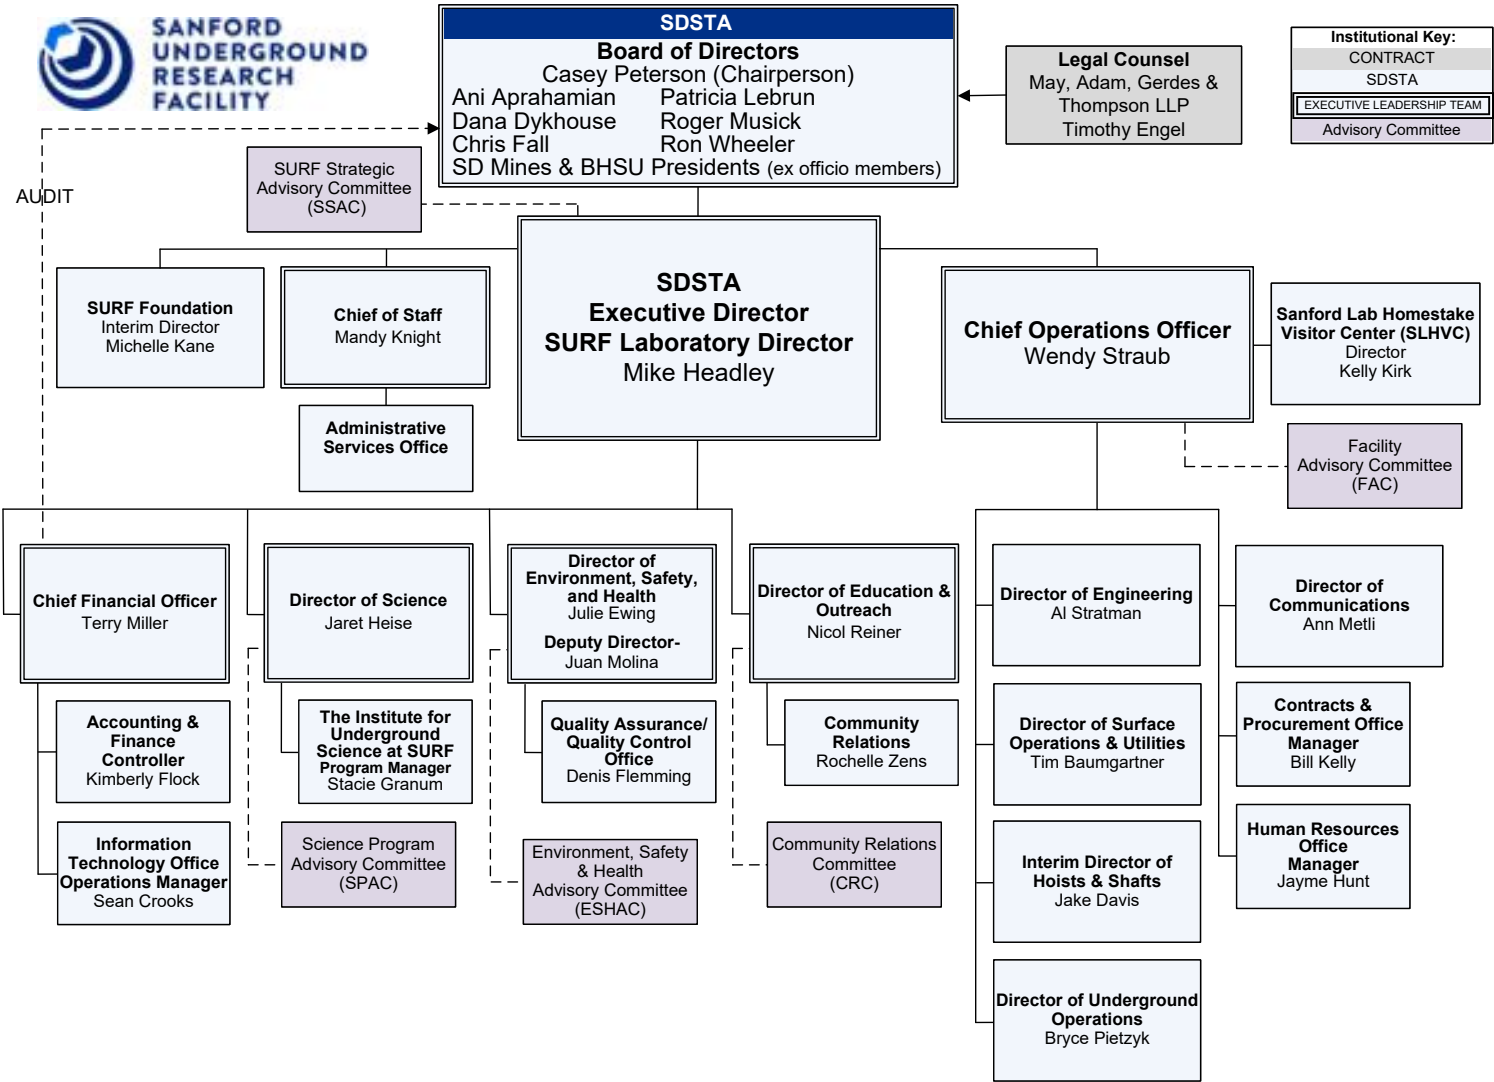 SANFORD
UNDERGROUND
RESEARCH
FACILITY
SDSTA
Board of Directors
Casey Peterson (Chairperson)
Ani Aprahamian Patricia Lebrun
Dana Dykhouse Roger Musick
Chris Fall Ron Wheeler
SD Mines & BHSU Presidents (ex officio members)
Legal Counsel
May, Adam, Gerdes &
Thompson LLP
Timothy Engel
Institutional Key:
CONTRACT
SDSTA
EXECUTIVE LEADERSHIP TEAM
Advisory Committee
AUDIT
SURF Strategic
Advisory Committee
(SSAC)
SURF Foundation
Interim Director
Michelle Kane
Chief of Staff
Mandy Knight
Administrative
Services Office
SDSTA
Executive Director
SURF Laboratory Director
Mike Headley
Chief Operations Officer
Wendy Straub
Sanford Lab Homestake
Visitor Center (SLHVC)
Director
Kelly Kirk
Facility
Advisory Committee
(FAC)
Chief Financial Officer
Terry Miller
Accounting &
Finance
Controller
Kimberly Flock
Information
Technology Office
Operations Manager
Sean Crooks
Director of Science
Jaret Heise
The Institute for
Underground
Science at SURF
Program Manager
Stacie Granum
Science Program
Advisory Committee
(SPAC)
Director of
Environment, Safety,
and Health
Julie Ewing
Deputy Director-
Juan Molina
Quality Assurance/
Quality Control
Office
Denis Flemming
Environment, Safety
& Health
Advisory Committee
(ESHAC)
Director of Education &
Outreach
Nicol Reiner
Community
Relations
Rochelle Zens
Community Relations
Committee
(CRC)
Director of Engineering
Al Stratman
Director of Surface
Operations & Utilities
Tim Baumgartner
Interim Director of
Hoists & Shafts
Jake Davis
Director of Underground
Operations
Bryce Pietzyk
Director of
Communications
Ann Metli
Contracts &
Procurement Office
Manager
Bill Kelly
Human Resources
Office
Manager
Jayme Hunt